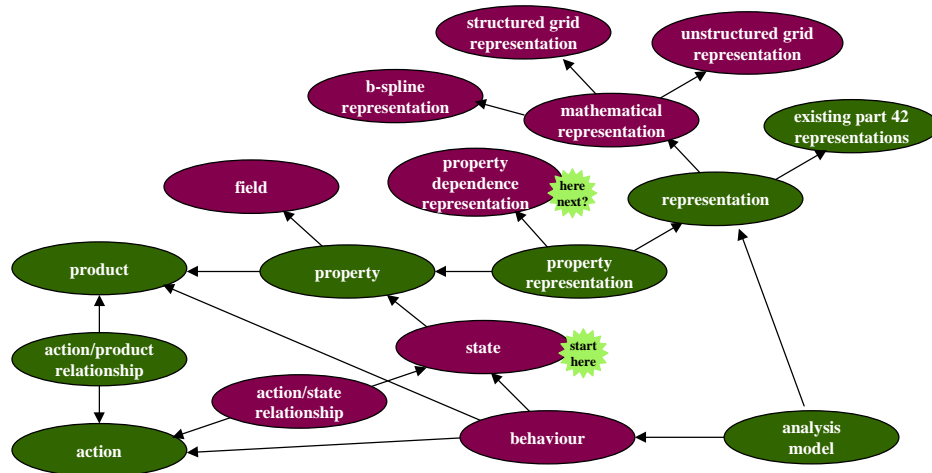 structured grid
representation
unstructured grid
representation
b-spline
representation
mathematical
representation
existing part 42
representations
property
dependence
representation
here
next?
field
representation
product
property
property
representation
action/product
relationship
state
start
here
action/state
relationship
action
behaviour
analysis
model